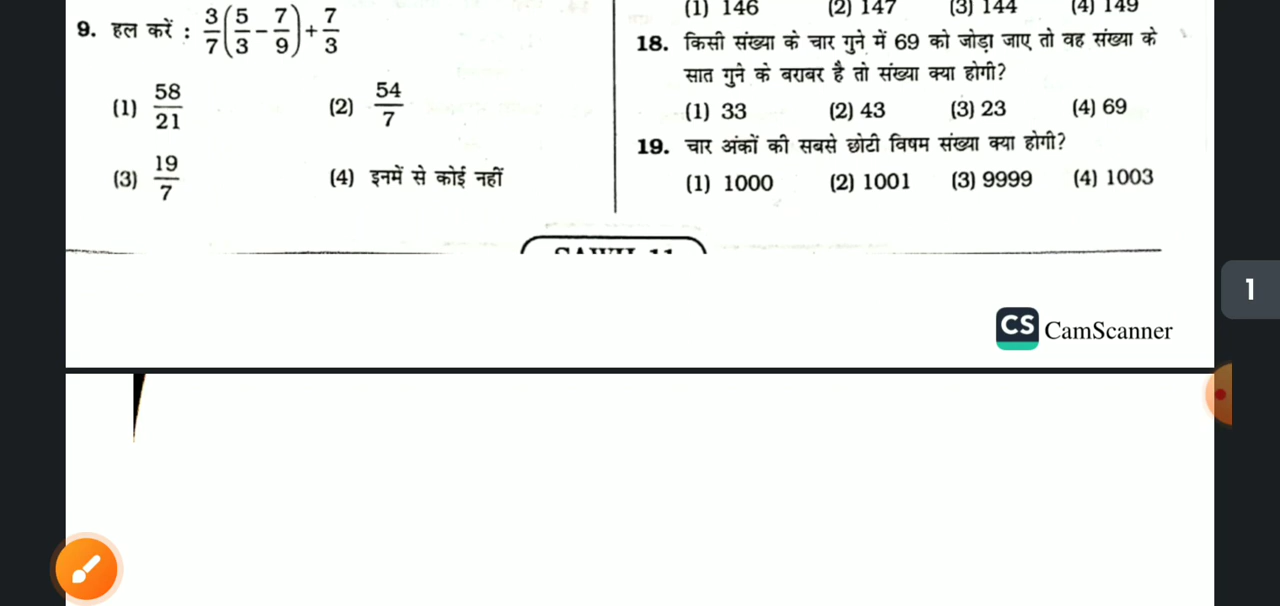 9. हल करें : 3/7(5/3 − 7/9) + 7/3
(1) 58/21 (2) 54/7
(3) 19/7 (4) इनमें से कोई नहीं
(1) 146 (2) 147 (3) 144 (4) 149
18. किसी संख्या के चार गुने में 69 को जोड़ा जाए तो वह संख्या के
सात गुने के बराबर है तो संख्या क्या होगी?
(1) 33 (2) 43 (3) 23 (4) 69
19. चार अंकों की सबसे छोटी विषम संख्या क्या होगी?
(1) 1000 (2) 1001 (3) 9999 (4) 1003
1
CS CamScanner